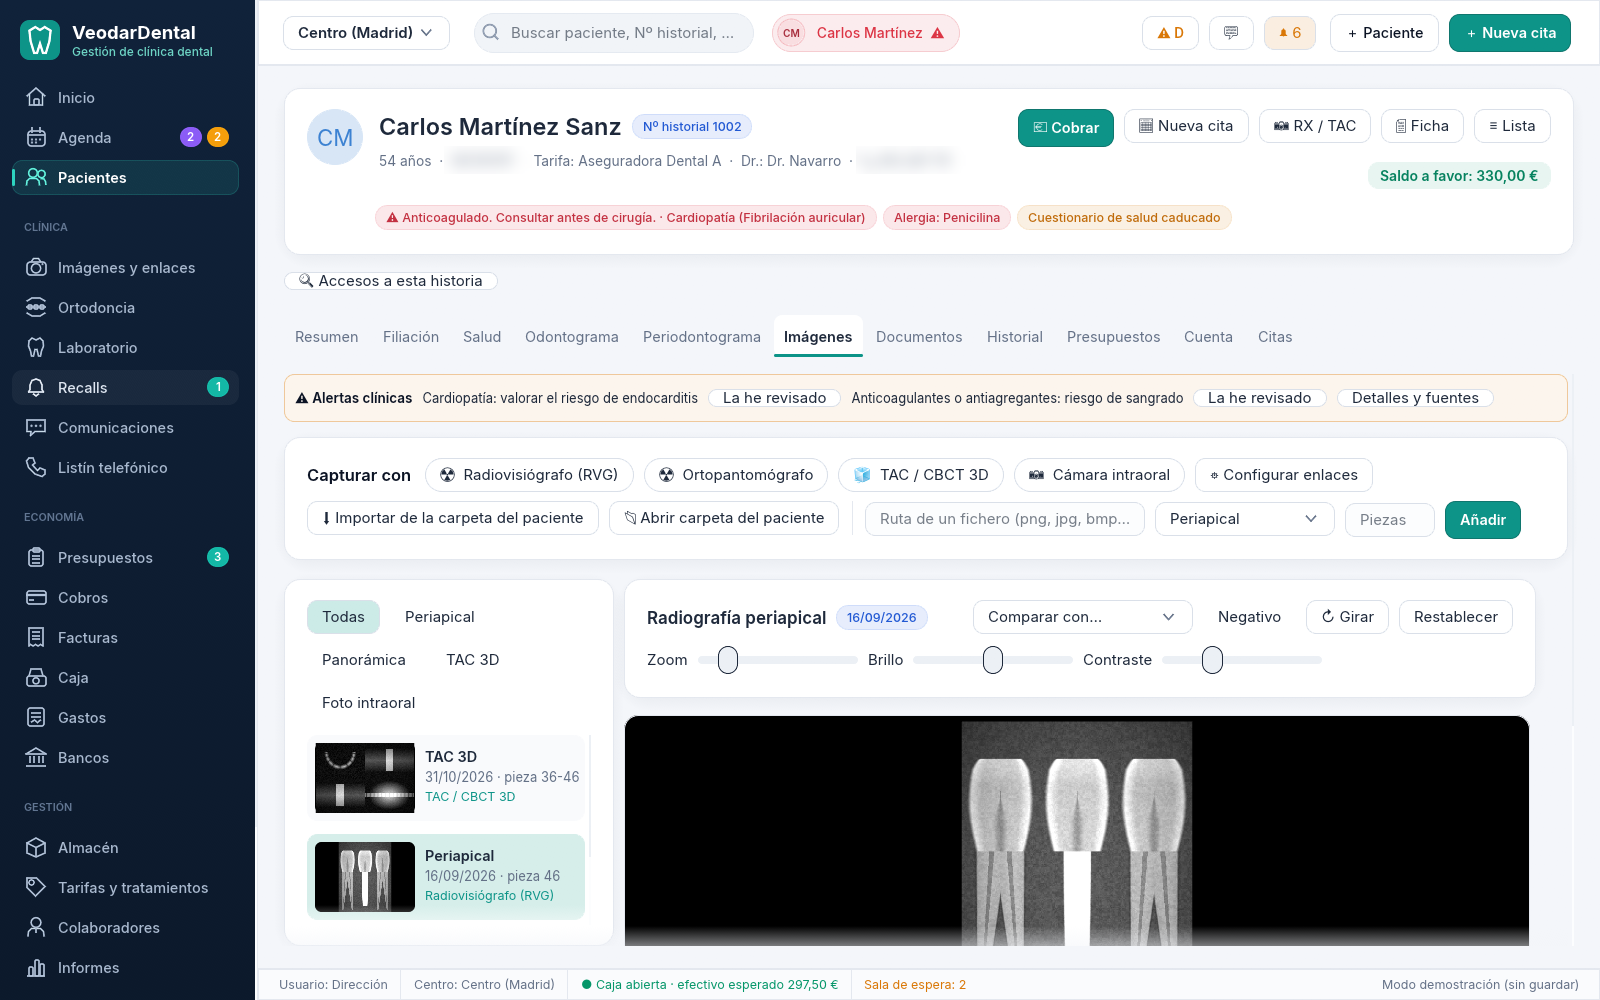 VeodarDental
Gestión de clínica dental
Inicio
Agenda 2 2
Pacientes
CLÍNICA
Imágenes y enlaces
Ortodoncia
Laboratorio
Recalls 1
Comunicaciones
Listín telefónico
ECONOMÍA
Presupuestos 3
Cobros
Facturas
Caja
Gastos
Bancos
GESTIÓN
Almacén
Tarifas y tratamientos
Colaboradores
Informes
Centro (Madrid) Buscar paciente, Nº historial, ... CM Carlos Martínez D 6 + Paciente + Nueva cita
CM
Carlos Martínez Sanz Nº historial 1002 Cobrar Nueva cita RX / TAC Ficha Lista
54 años · Tarifa: Aseguradora Dental A · Dr.: Dr. Navarro ·
Saldo a favor: 330,00 €
Anticoagulado. Consultar antes de cirugía. · Cardiopatía (Fibrilación auricular) Alergia: Penicilina Cuestionario de salud caducado
Accesos a esta historia
Resumen Filiación Salud Odontograma Periodontograma Imágenes Documentos Historial Presupuestos Cuenta Citas
Alertas clínicas Cardiopatía: valorar el riesgo de endocarditis La he revisado Anticoagulantes o antiagregantes: riesgo de sangrado La he revisado Detalles y fuentes
Capturar con Radiovisiógrafo (RVG) Ortopantomógrafo TAC / CBCT 3D Cámara intraoral Configurar enlaces
Importar de la carpeta del paciente Abrir carpeta del paciente Ruta de un fichero (png, jpg, bmp... Periapical Piezas Añadir
Todas Periapical
Panorámica TAC 3D
Foto intraoral
TAC 3D
31/10/2026 · pieza 36-46
TAC / CBCT 3D
Periapical
16/09/2026 · pieza 46
Radiovisiógrafo (RVG)
Radiografía periapical 16/09/2026 Comparar con... Negativo Girar Restablecer
Zoom Brillo Contraste
Usuario: Dirección Centro: Centro (Madrid) Caja abierta · efectivo esperado 297,50 € Sala de espera: 2 Modo demostración (sin guardar)